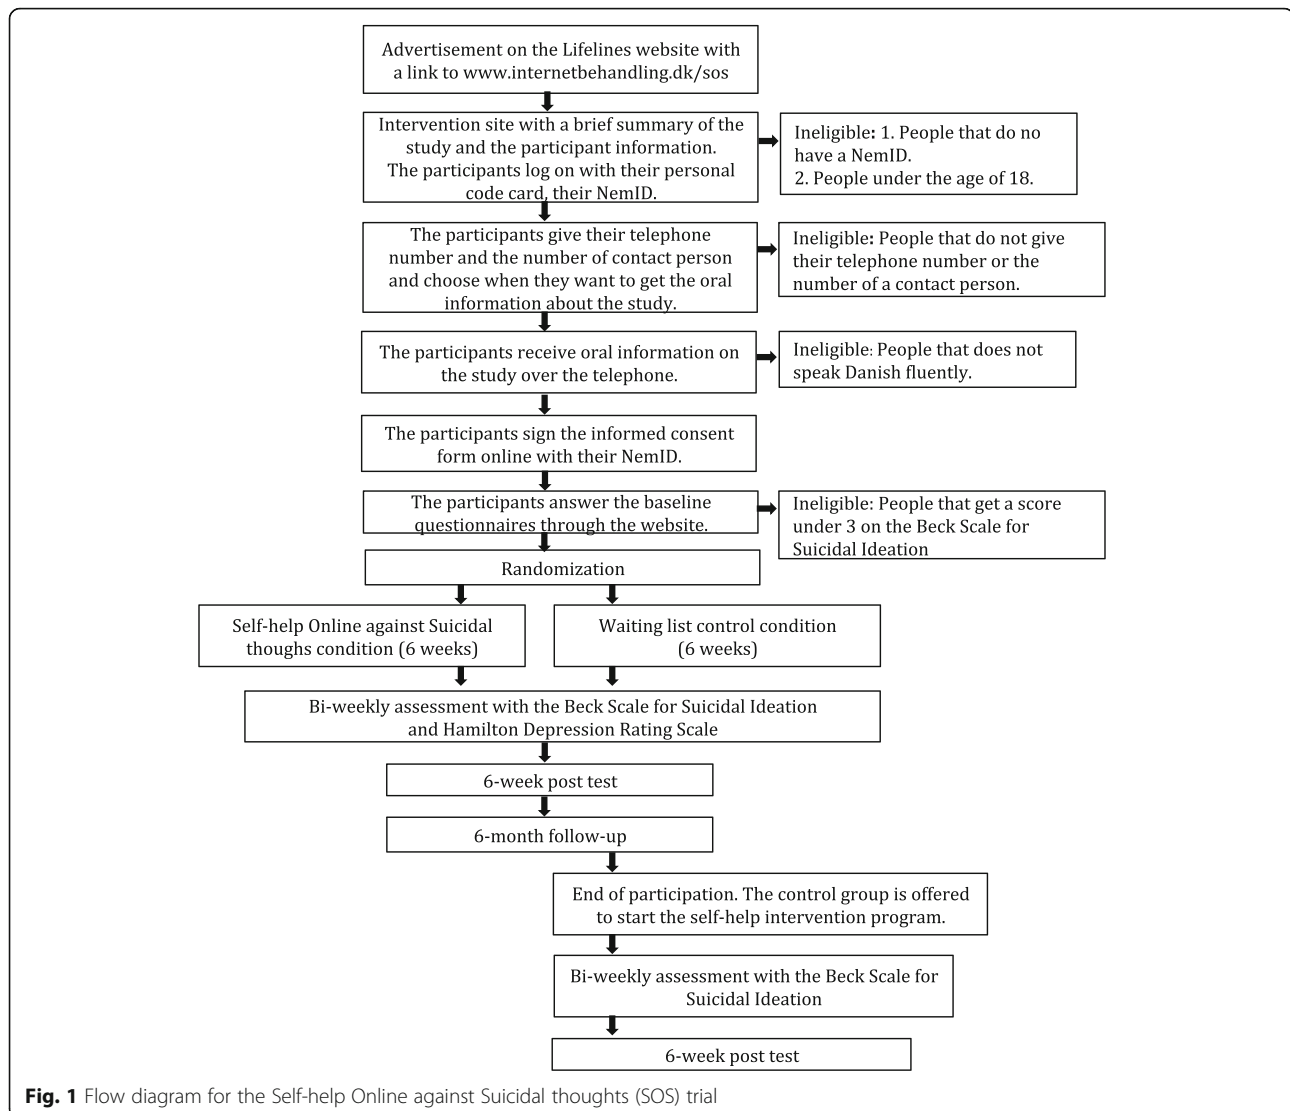 Advertisement on the Lifelines website with
a link to www.internetbehandling.dk/sos
Intervention site with a brief summary of the
study and the participant information.
The participants log on with their personal
code card, their NemID.
Ineligible: 1. People that do no
have a NemID.
2. People under the age of 18.
The participants give their telephone
number and the number of contact person
and choose when they want to get the oral
information about the study.
Ineligible: People that do not give
their telephone number or the
number of a contact person.
The participants receive oral information on
the study over the telephone.
Ineligible: People that does not
speak Danish fluently.
The participants sign the informed consent
form online with their NemID.
The participants answer the baseline
questionnaires through the website.
Ineligible: People that get a score
under 3 on the Beck Scale for
Suicidal Ideation
Randomization
Self-help Online against Suicidal
thoughs condition (6 weeks)
Waiting list control condition
(6 weeks)
Bi-weekly assessment with the Beck Scale for Suicidal Ideation
and Hamilton Depression Rating Scale
6-week post test
6-month follow-up
End of participation. The control group is offered
to start the self-help intervention program.
Bi-weekly assessment with the Beck Scale for
Suicidal Ideation
6-week post test
Fig. 1 Flow diagram for the Self-help Online against Suicidal thoughts (SOS) trial